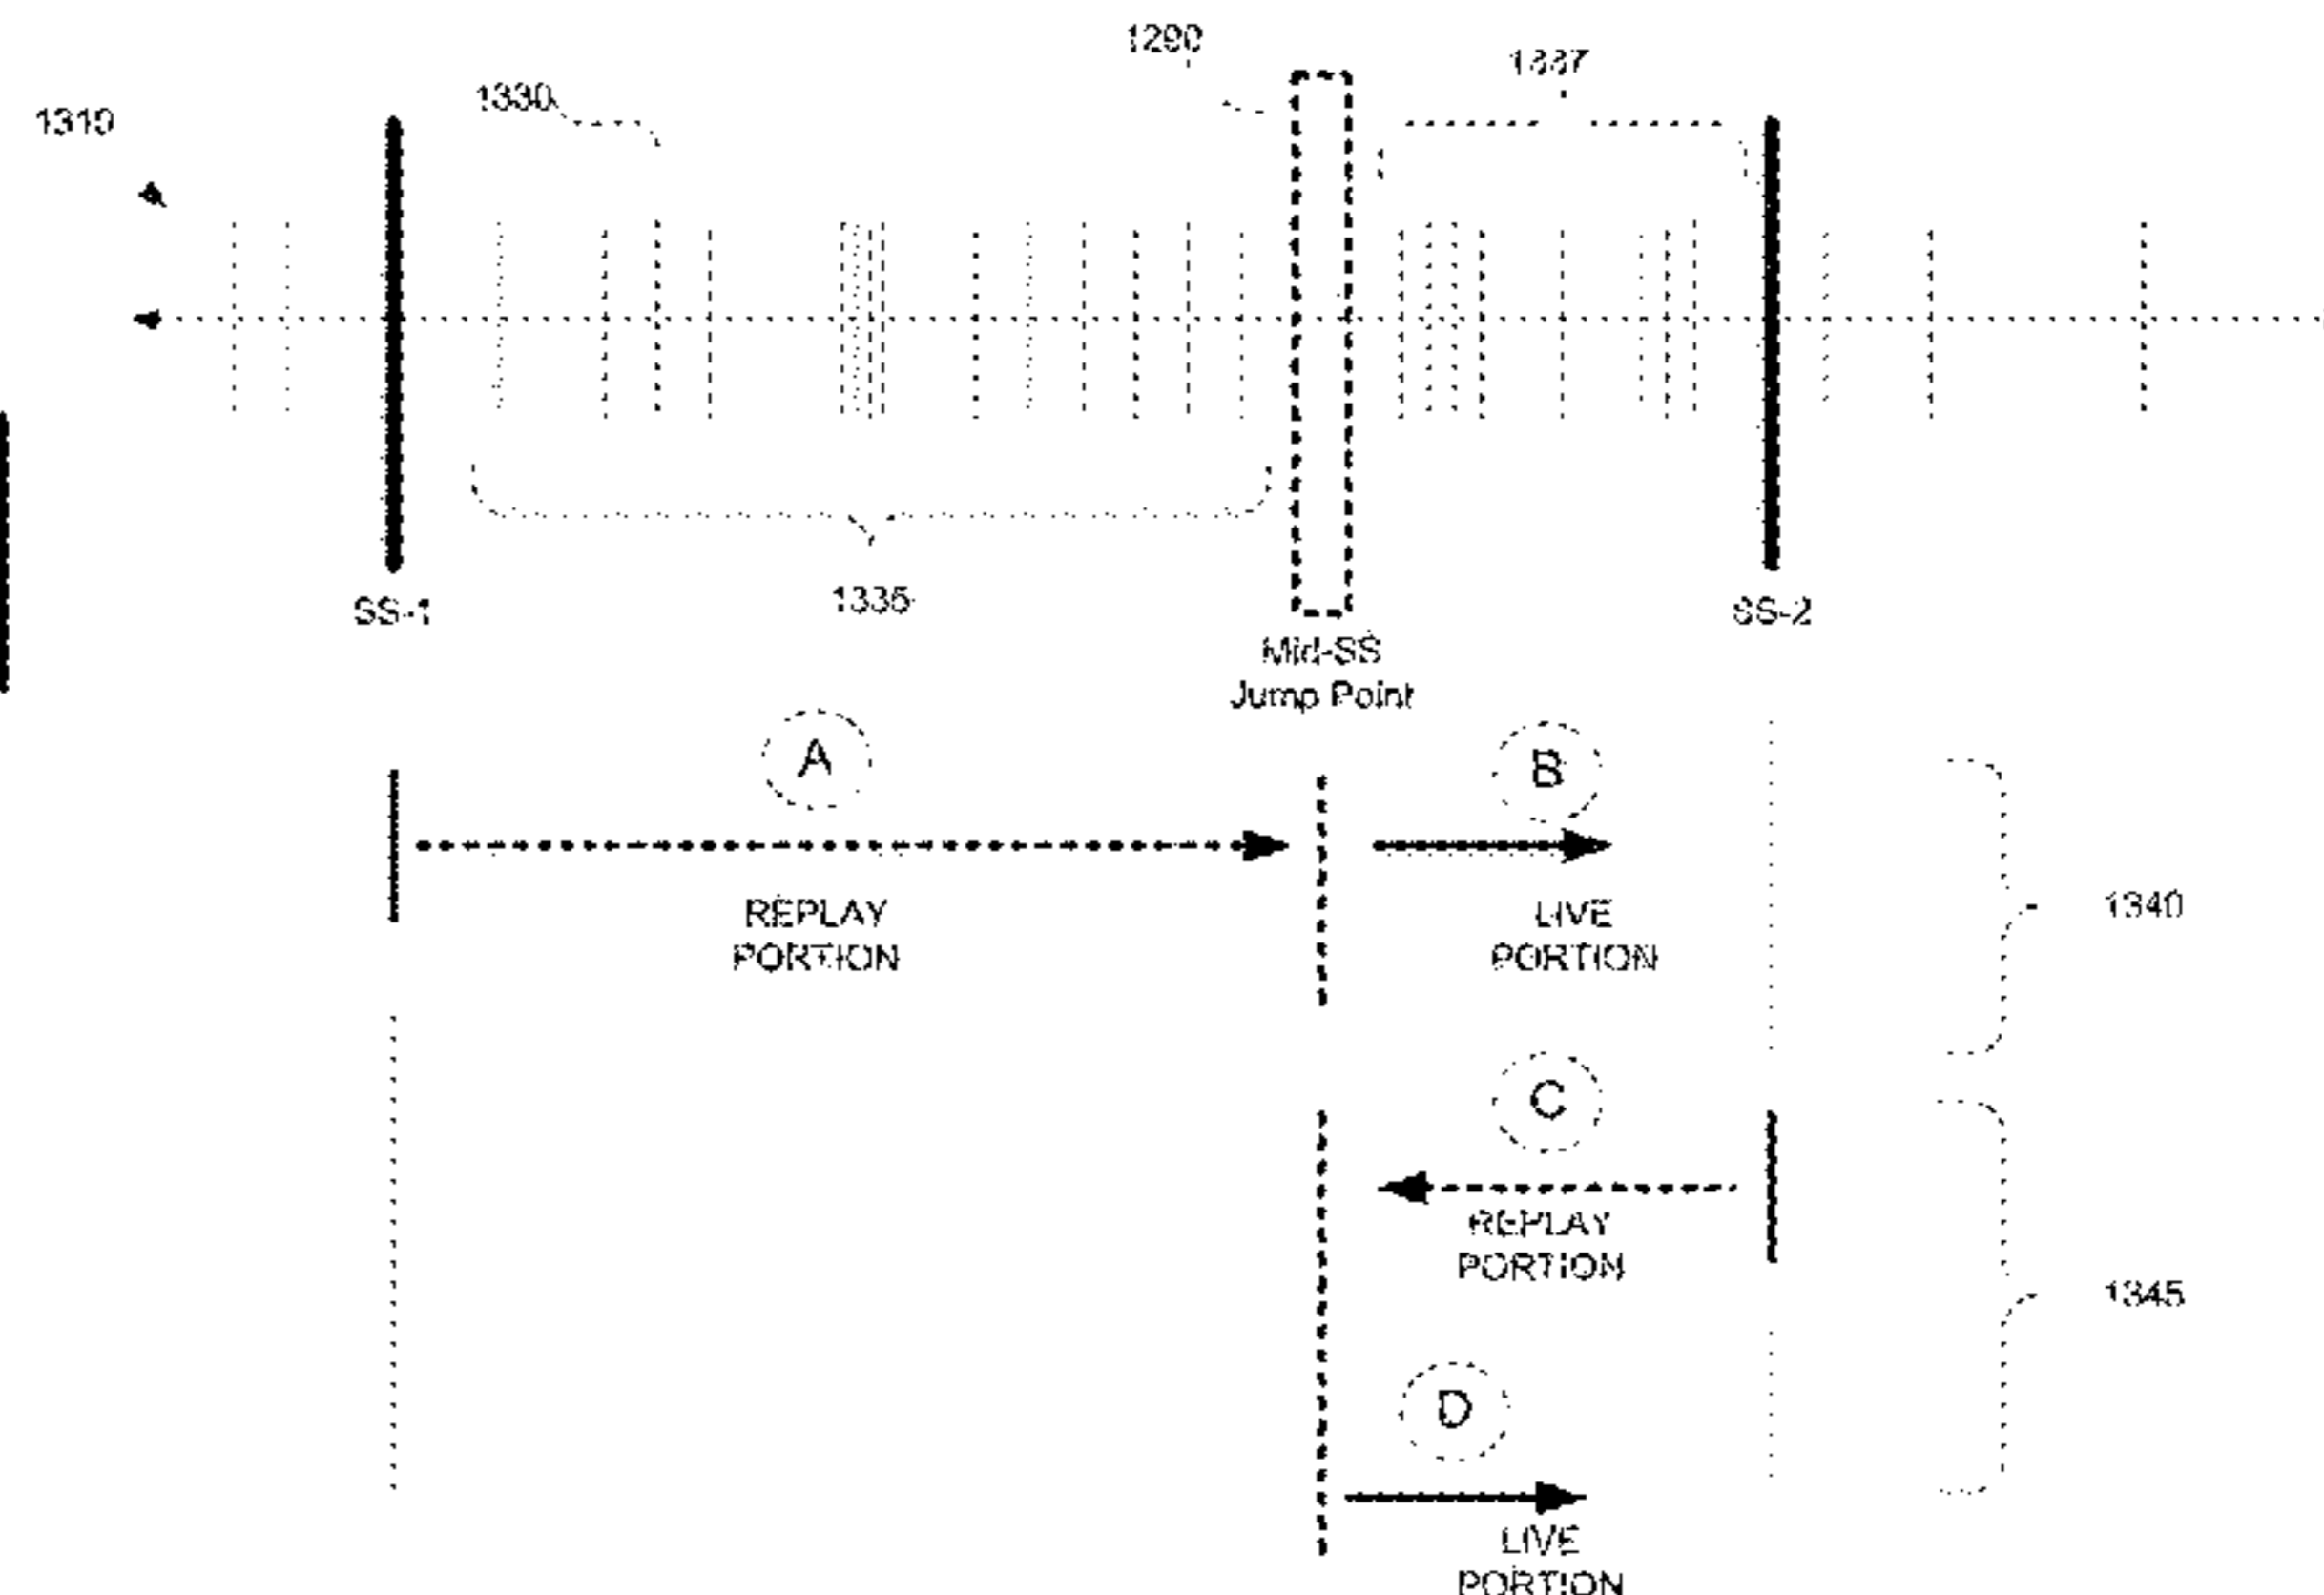 1290
1337
1330
1310
SS-1
1335
SS-2
Mid-SS
Jump Point
A
B
REPLAY
PORTION
LIVE
PORTION
1340
C
REPLAY
PORTION
1345
D
LIVE
PORTION